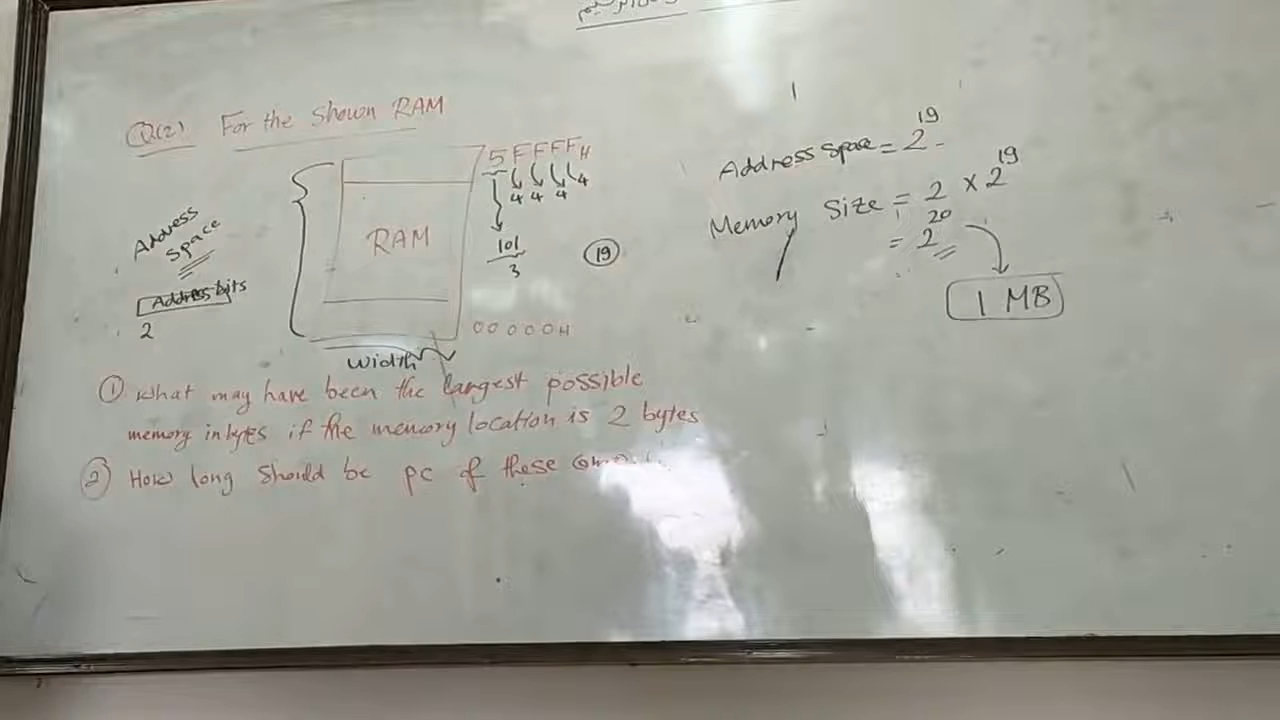 Q(2) For the shown RAM
5FFFFH
4 4 4 4
Address space
RAM
101
3
19
Address bits
2
00000H
Width
① What may have been the largest possible
memory in bytes if the memory location is 2 bytes
② How long should be pc of these
Address space = 2^19
Memory Size = 2 × 2^19
= 2^20
1 MB